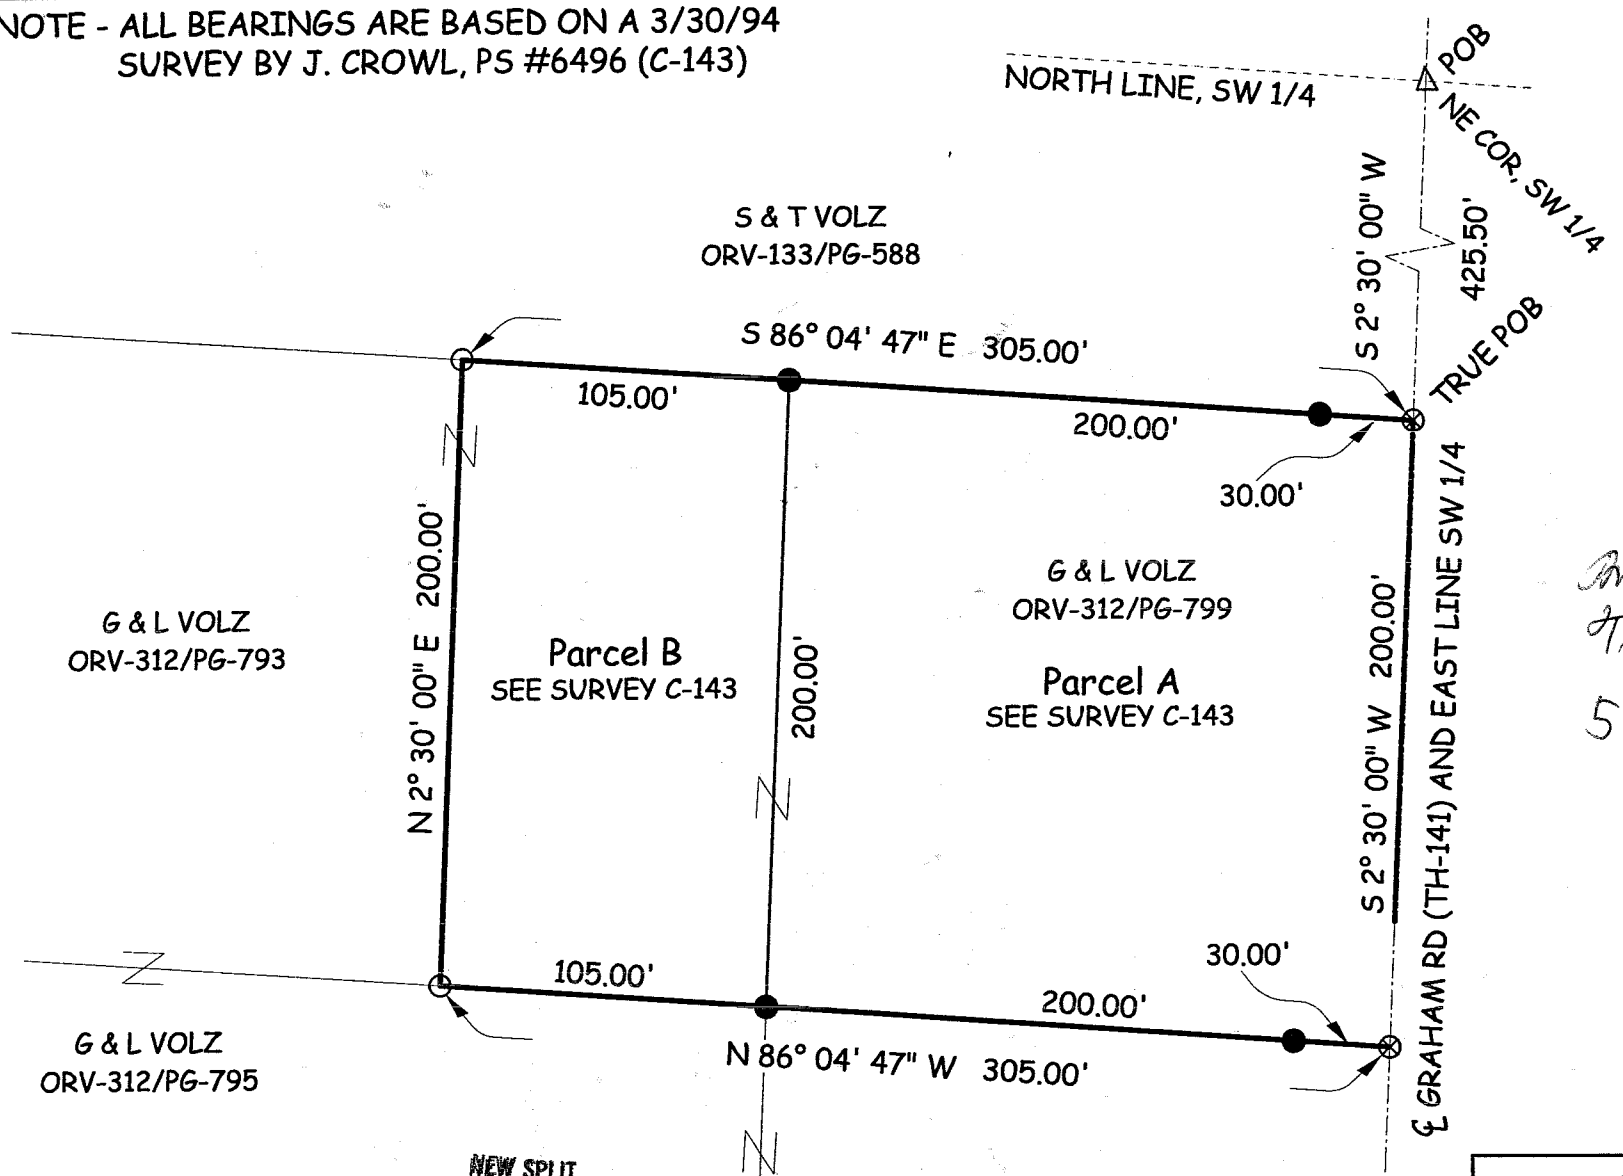 NOTE - ALL BEARINGS ARE BASED ON A 3/30/94
SURVEY BY J. CROWL, PS #6496 (C-143)
POB
NORTH LINE, SW 1/4
NE COR, SW 1/4
S 2° 30' 00" W
425.50'
S & T VOLZ
ORV-133/PG-588
TRUE POB
S 86° 04' 47" E 305.00'
105.00'
200.00'
30.00'
N 2° 30' 00" E 200.00'
G & L VOLZ
ORV-312/PG-793
Parcel B
SEE SURVEY C-143
200.00'
G & L VOLZ
ORV-312/PG-799
Parcel A
SEE SURVEY C-143
S 2° 30' 00" W 200.00'
℄ GRAHAM RD (TH-141) AND EAST LINE SW 1/4
5
30.00'
105.00'
200.00'
N 86° 04' 47" W 305.00'
G & L VOLZ
ORV-312/PG-795
NEW SPLIT